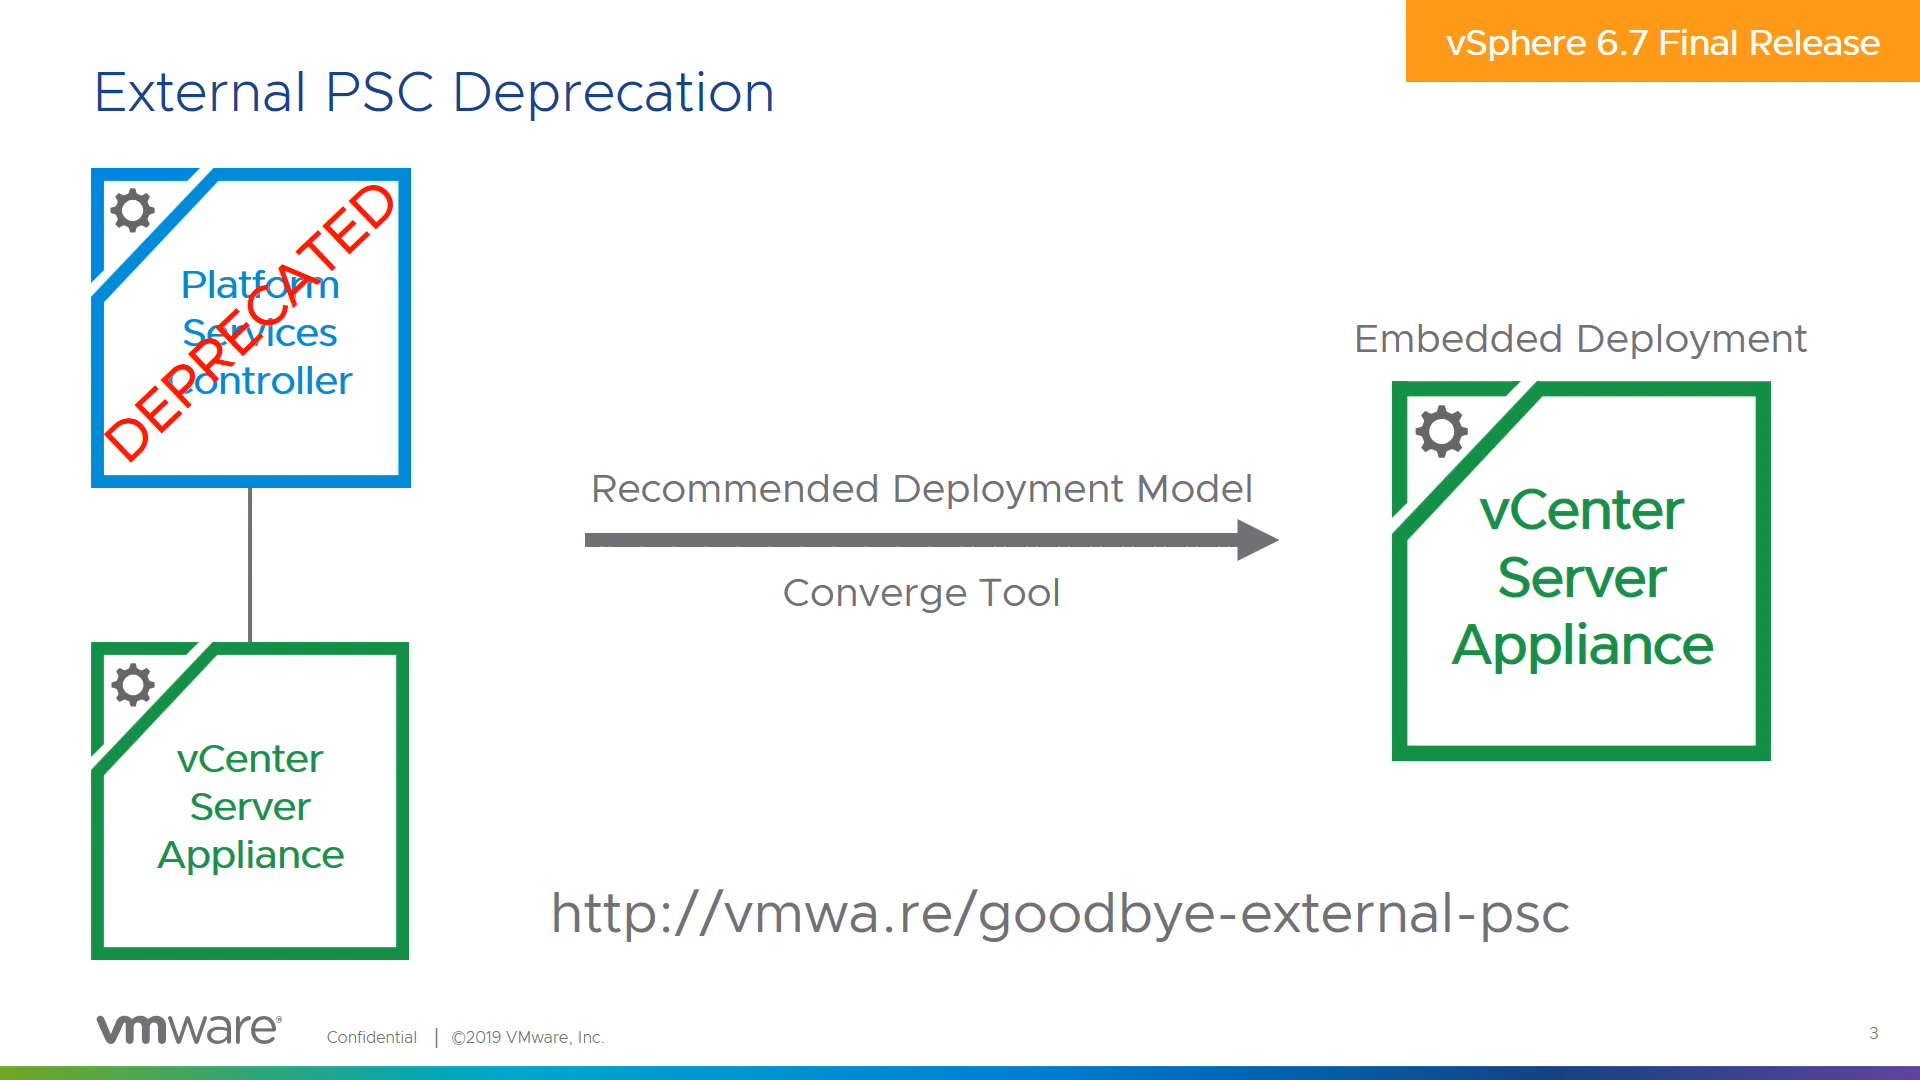 vSphere 6.7 Final Release
External PSC Deprecation
Platform
Services
Controller
DEPRECATED
Embedded Deployment
vCenter
Server
Appliance
Recommended Deployment Model
Converge Tool
vCenter
Server
Appliance
http://vmwa.re/goodbye-external-psc
vmware®
Confidential | ©2019 VMware, Inc.
3